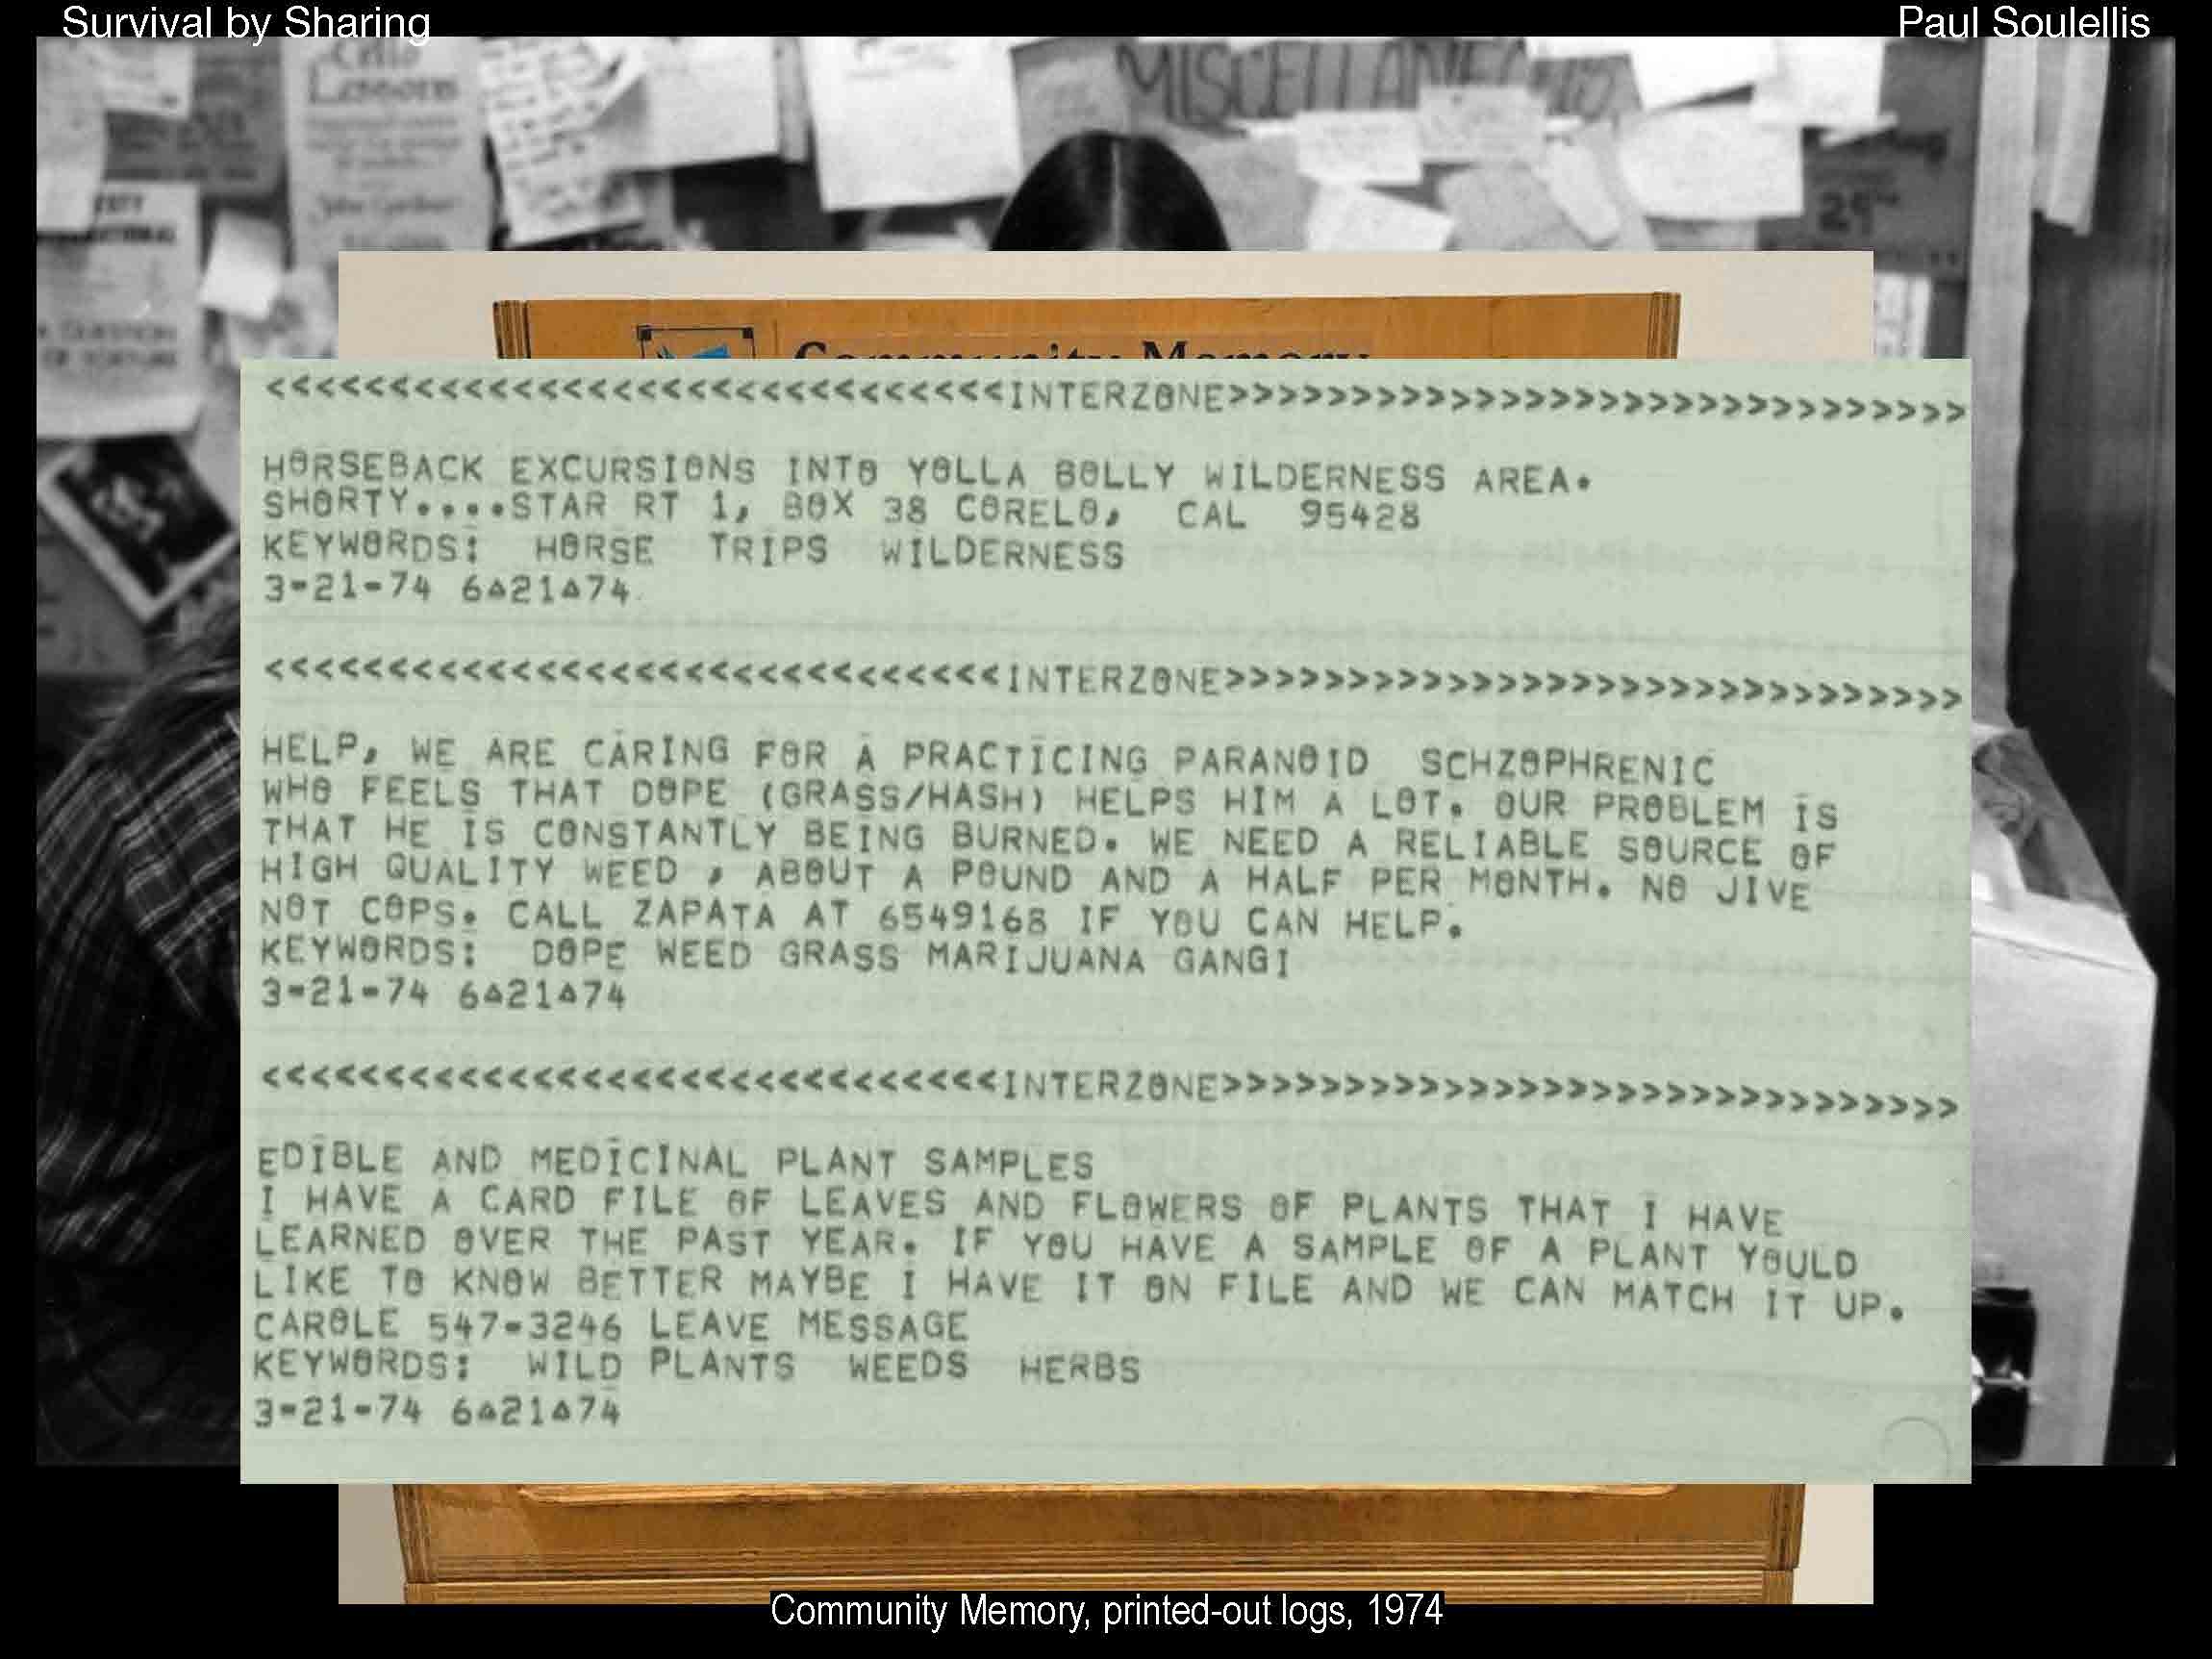 Survival by Sharing
Paul Soulellis
Cello
Lessons
MISCELLANEOUS
Community Memory
<<<<<<<<<<<<<<<<<<<<<<<<<<<<<<INTERZONE>>>>>>>>>>>>>>>>>>>>>>>>>>>>>>
HORSEBACK EXCURSIONS INTO YOLLA BOLLY WILDERNESS AREA.
SHORTY....STAR RT 1, BOX 38 CORELO, CAL 95428
KEYWORDS: HORSE TRIPS WILDERNESS
3-21-74 6∆21∆74
<<<<<<<<<<<<<<<<<<<<<<<<<<<<<<INTERZONE>>>>>>>>>>>>>>>>>>>>>>>>>>>>>>
HELP, WE ARE CARING FOR A PRACTICING PARANOID SCHZOPHRENIC
WHO FEELS THAT DOPE (GRASS/HASH) HELPS HIM A LOT. OUR PROBLEM IS
THAT HE IS CONSTANTLY BEING BURNED. WE NEED A RELIABLE SOURCE OF
HIGH QUALITY WEED , ABOUT A POUND AND A HALF PER MONTH. NO JIVE
NOT COPS. CALL ZAPATA AT 6549168 IF YOU CAN HELP.
KEYWORDS: DOPE WEED GRASS MARIJUANA GANGI
3-21-74 6∆21∆74
<<<<<<<<<<<<<<<<<<<<<<<<<<<<<<INTERZONE>>>>>>>>>>>>>>>>>>>>>>>>>>>>>>
EDIBLE AND MEDICINAL PLANT SAMPLES
I HAVE A CARD FILE OF LEAVES AND FLOWERS OF PLANTS THAT I HAVE
LEARNED OVER THE PAST YEAR. IF YOU HAVE A SAMPLE OF A PLANT YOULD
LIKE TO KNOW BETTER MAYBE I HAVE IT ON FILE AND WE CAN MATCH IT UP.
CAROLE 547-3246 LEAVE MESSAGE
KEYWORDS: WILD PLANTS WEEDS HERBS
3-21-74 6∆21∆74
Community Memory, printed-out logs, 1974